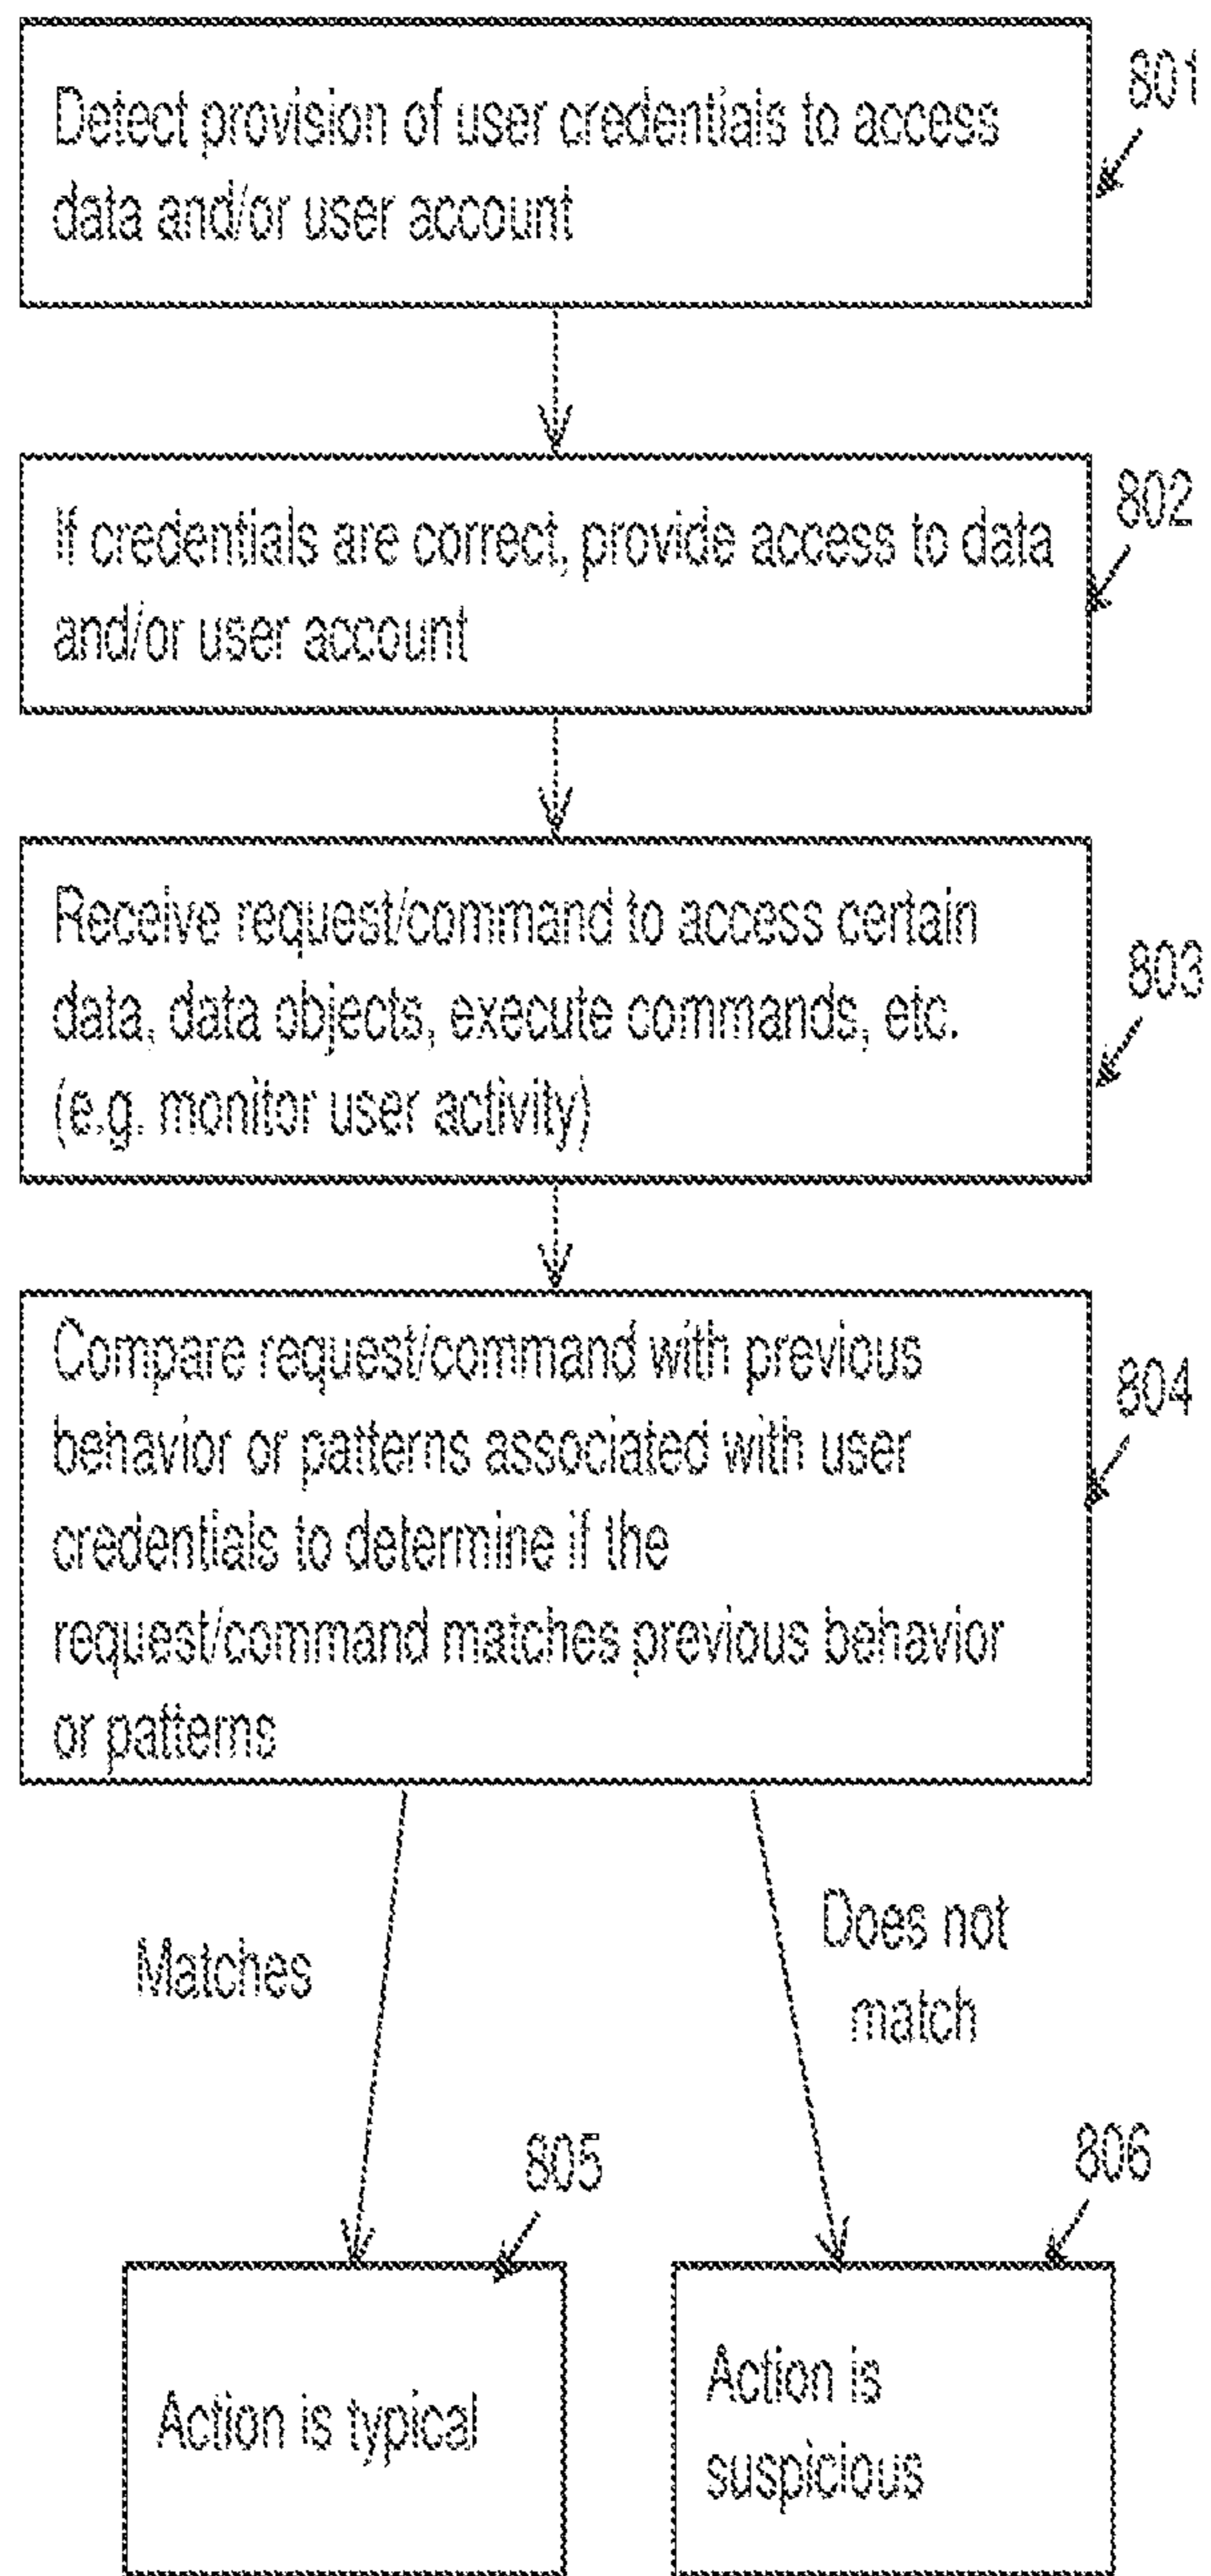 Detect provision of user credentials to access
data and/or user account
801
If credentials are correct, provide access to data
and/or user account
802
Receive request/command to access certain
data, data objects, execute commands, etc.
(e.g. monitor user activity)
803
Compare request/command with previous
behavior or patterns associated with user
credentials to determine if the
request/command matches previous behavior
or patterns
804
Matches
Does not
match
805
806
Action is typical
Action is
suspicious